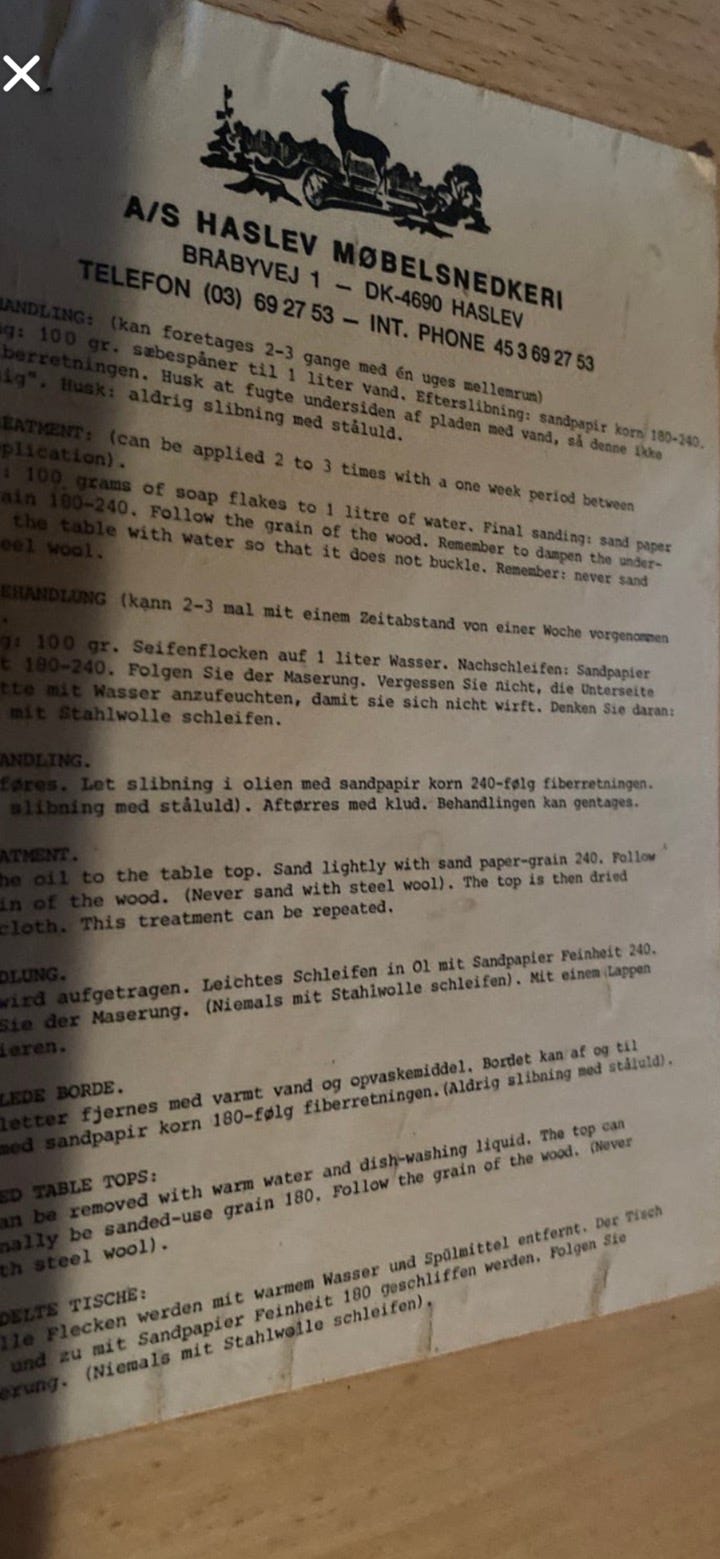 A/S HASLEV MØBELSNEDKERI
BRÅBYVEJ 1 – DK-4690 HASLEV
TELEFON (03) 69 27 53 – INT. PHONE 45 3 69 27 53
ANDLING: (kan foretages 2-3 gange med én uges mellemrum)
g: 100 gr. sæbespåner til 1 liter vand. Efterslibning: sandpapir korn 180-240.
berretningen. Husk at fugte undersiden af pladen med vand, så denne ikke
ig". Husk: aldrig slibning med ståluld.
EATMENT: (can be applied 2 to 3 times with a one week period between
plication).
: 100 grams of soap flakes to 1 litre of water. Final sanding: sand paper
ain 180-240. Follow the grain of the wood. Remember to dampen the under-
the table with water so that it does not buckle. Remember: never sand
eel wool.
EHANDLUNG (kann 2-3 mal mit einem Zeitabstand von einer Woche vorgenommen
.
g: 100 gr. Seifenflocken auf 1 liter Wasser. Nachschleifen: Sandpapier
t 180-240. Folgen Sie der Maserung. Vergessen Sie nicht, die Unterseite
tte mit Wasser anzufeuchten, damit sie sich nicht wirft. Denken Sie daran:
mit Stahlwolle schleifen.
ANDLING.
føres. Let slibning i olien med sandpapir korn 240-følg fiberretningen.
slibning med ståluld). Aftørres med klud. Behandlingen kan gentages.
ATMENT.
he oil to the table top. Sand lightly with sand paper-grain 240. Follow
in of the wood. (Never sand with steel wool). The top is then dried
cloth. This treatment can be repeated.
DLUNG.
wird aufgetragen. Leichtes Schleifen in Öl mit Sandpapier Feinheit 240.
Sie der Maserung. (Niemals mit Stahlwolle schleifen). Mit einem Lappen
ieren.
LEDE BORDE.
letter fjernes med varmt vand og opvaskemiddel. Bordet kan af og til
med sandpapir korn 180-følg fiberretningen. (Aldrig slibning med ståluld).
ED TABLE TOPS:
an be removed with warm water and dish-washing liquid. The top can
nally be sanded-use grain 180. Follow the grain of the wood. (Never
th steel wool).
DELTE TISCHE:
lle Flecken werden mit warmem Wasser und Spülmittel entfernt. Der Tisch
und zu mit Sandpapier Feinheit 180 geschliffen werden. Folgen Sie
erung. (Niemals mit Stahlwolle schleifen).